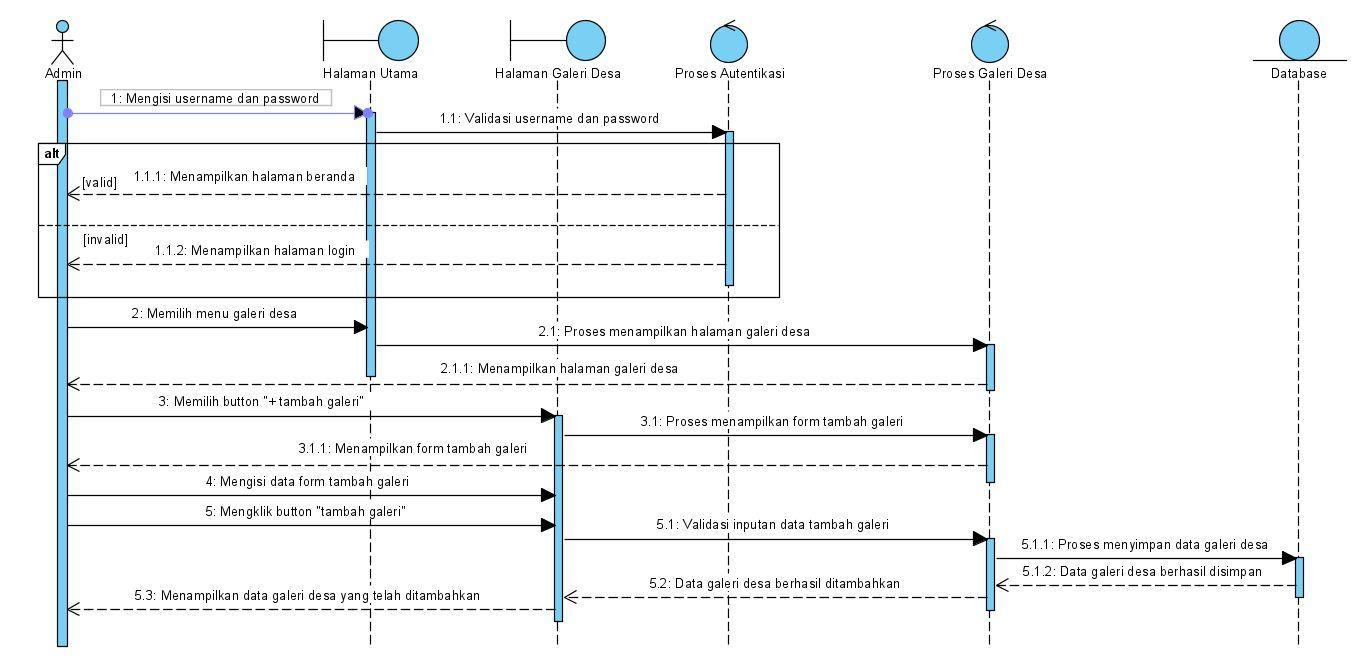 Admin
Halaman Utama
Halaman Galeri Desa
Proses Autentikasi
Proses Galeri Desa
Database
1: Mengisi username dan password
1.1: Validasi username dan password
alt
[valid]
1.1.1: Menampilkan halaman beranda
[invalid]
1.1.2: Menampilkan halaman login
2: Memilih menu galeri desa
2.1: Proses menampilkan halaman galeri desa
2.1.1: Menampilkan halaman galeri desa
3: Memilih button "+tambah galeri"
3.1: Proses menampilkan form tambah galeri
3.1.1: Menampilkan form tambah galeri
4: Mengisi data form tambah galeri
5: Mengklik button "tambah galeri"
5.1: Validasi inputan data tambah galeri
5.1.1: Proses menyimpan data galeri desa
5.1.2: Data galeri desa berhasil disimpan
5.2: Data galeri desa berhasil ditambahkan
5.3: Menampilkan data galeri desa yang telah ditambahkan